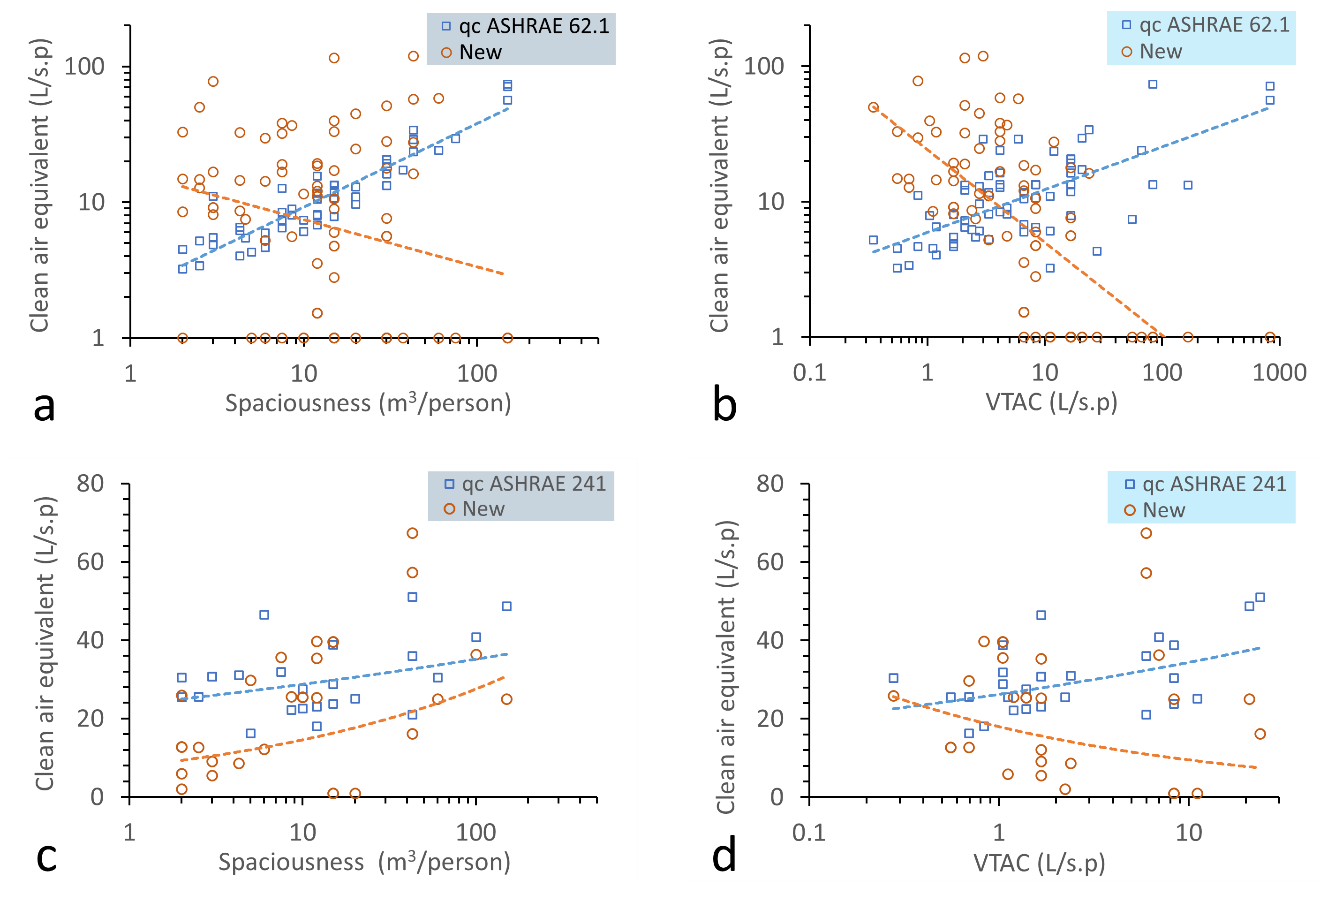 qc ASHRAE 62.1
New
Clean air equivalent (L/s.p)
100
10
1
1 10 100
Spaciousness (m³/person)
a
qc ASHRAE 62.1
New
Clean air equivalent (L/s.p)
100
10
1
0.1 1 10 100 1000
VTAC (L/s.p)
b
qc ASHRAE 241
New
Clean air equivalent (L/s.p)
80
60
40
20
0
1 10 100
Spaciousness (m³/person)
c
qc ASHRAE 241
New
Clean air equivalent (L/s.p)
80
60
40
20
0
0.1 1 10
VTAC (L/s.p)
d